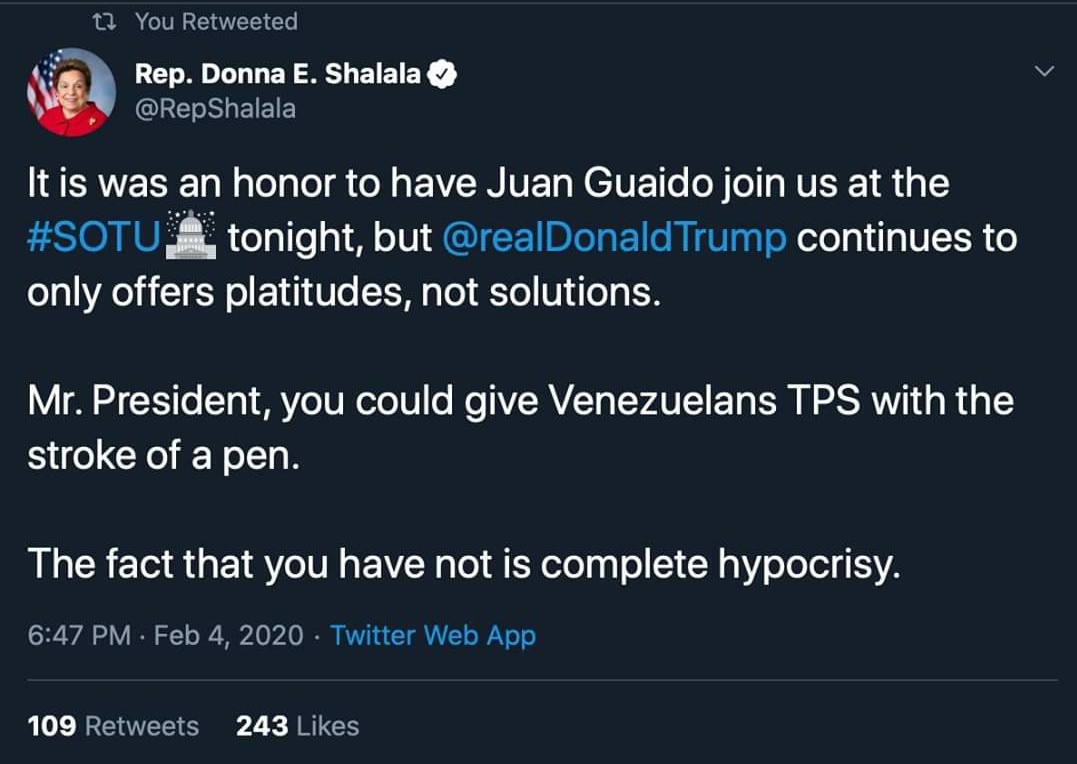 You Retweeted
Rep. Donna E. Shalala
@RepShalala
It is was an honor to have Juan Guaido join us at the
#SOTU tonight, but @realDonaldTrump continues to
only offers platitudes, not solutions.
Mr. President, you could give Venezuelans TPS with the
stroke of a pen.
The fact that you have not is complete hypocrisy.
6:47 PM · Feb 4, 2020 · Twitter Web App
109 Retweets 243 Likes